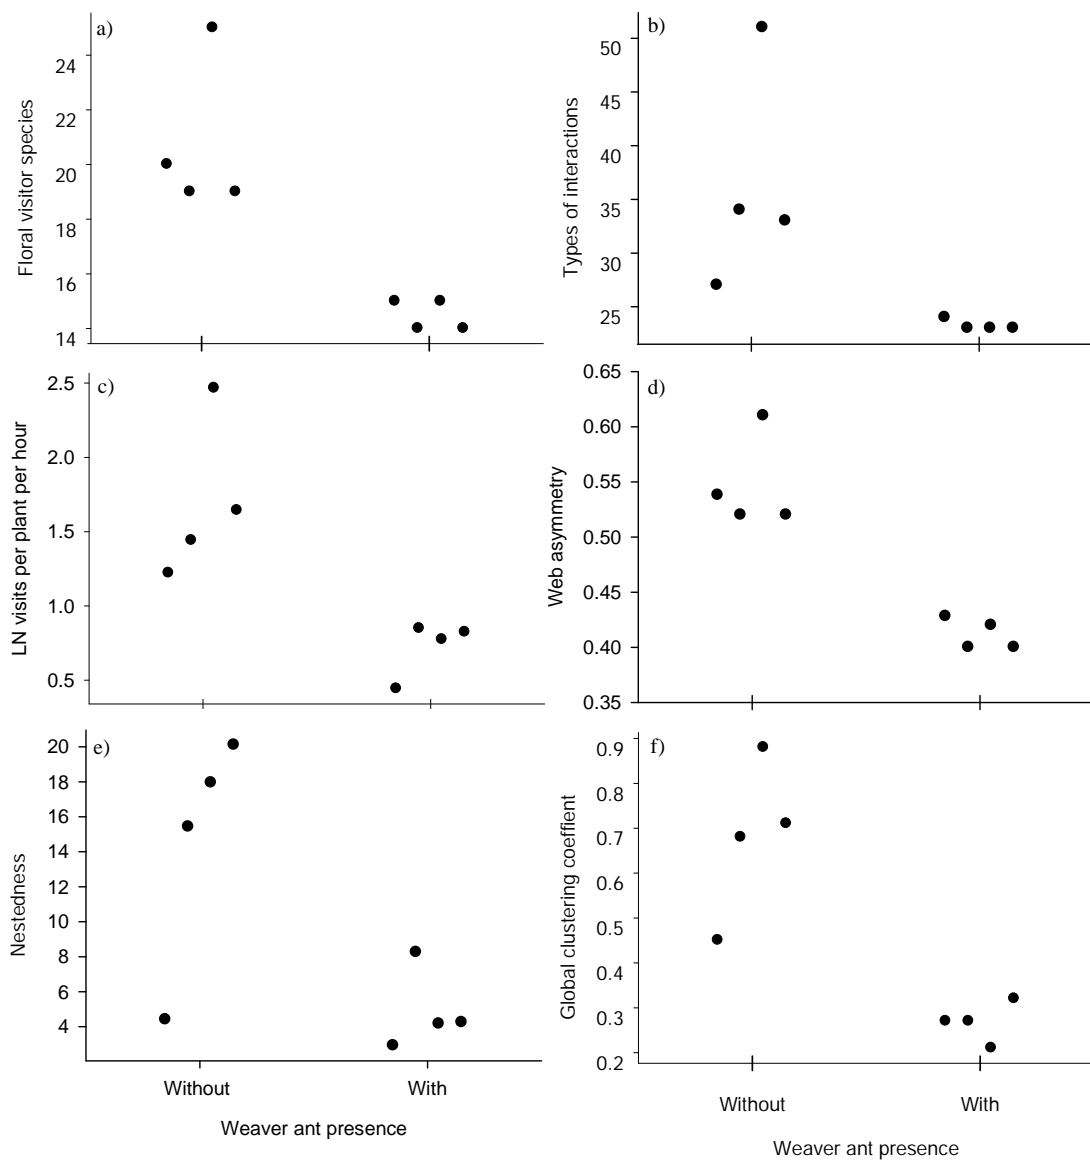 a)
24
22
20
18
16
14
Floral visitor species
b)
50
45
40
35
30
25
Types of interactions
c)
2.5
2.0
1.5
1.0
0.5
LN visits per plant per hour
d)
0.65
0.60
0.55
0.50
0.45
0.40
0.35
Web asymmetry
e)
20
18
16
14
12
10
8
6
4
Nestedness
Without
With
Weaver ant presence
f)
0.9
0.8
0.7
0.6
0.5
0.4
0.3
0.2
Global clustering coeffient
Without
With
Weaver ant presence